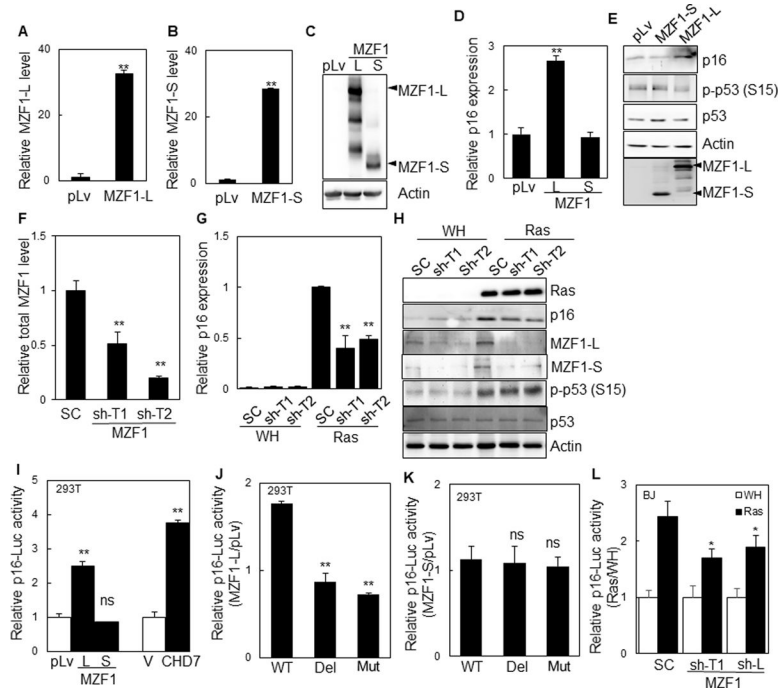 A
Relative MZF1-L level
40
30
20
10
0
**
pLv MZF1-L
B
Relative MZF1-S level
40
30
20
10
0
**
pLv MZF1-S
C
MZF1
pLv L S
MZF1-L
MZF1-S
Actin
D
Relative p16 expression
3
2
1
0
**
pLv L S
MZF1
E
pLv MZF1-S MZF1-L
p16
p-p53 (S15)
p53
Actin
MZF1-L
MZF1-S
F
Relative total MZF1 level
1.5
1
0.5
0
** **
SC sh-T1 sh-T2
MZF1
G
Relative p16 expression
1.5
1
0.5
0
** **
SC sh-T1 sh-T2 SC sh-T1 sh-T2
WH Ras
H
WH Ras
SC sh-T1 Sh-T2 SC sh-T1 Sh-T2
Ras
p16
MZF1-L
MZF1-S
p-p53 (S15)
p53
Actin
I
293T
Relative p16-Luc activity
5
4
3
2
1
0
** ns **
pLv L S V CHD7
MZF1
J
293T
Relative p16-Luc activity
(MZF1-L/pLv)
2
1
0
** **
WT Del Mut
K
293T
Relative p16-Luc activity
(MZF1-S/pLv)
2
1
0
ns ns
WT Del Mut
L
BJ
WH
Ras
Relative p16-Luc activity
(Ras/WH)
3
2
1
0
* *
SC sh-T1 sh-L
MZF1